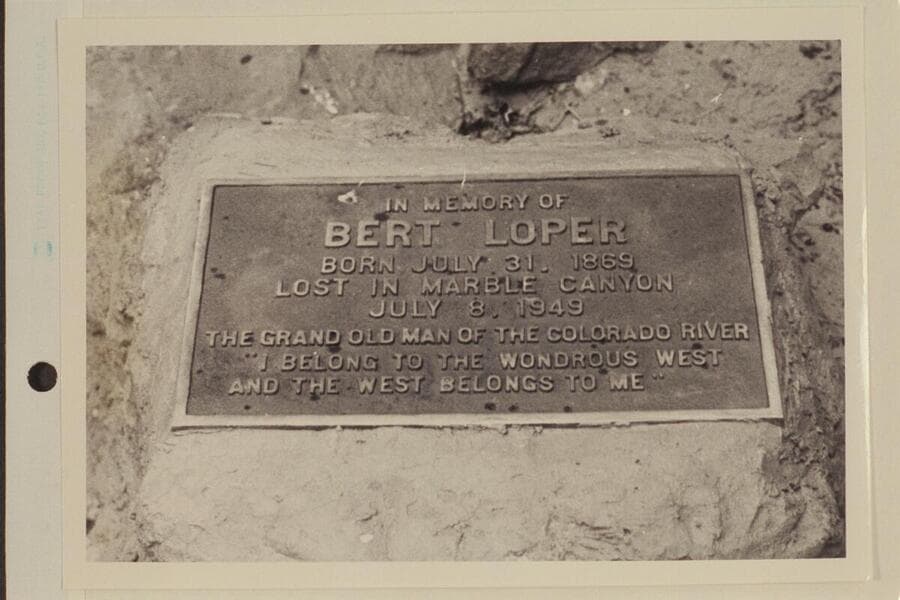 IN MEMORY OF
BERT LOPER
BORN JULY 31, 1869
LOST IN MARBLE CANYON
JULY 8, 1949
THE GRAND OLD MAN OF THE COLORADO RIVER
"I BELONG TO THE WONDROUS WEST
AND THE WEST BELONGS TO ME"